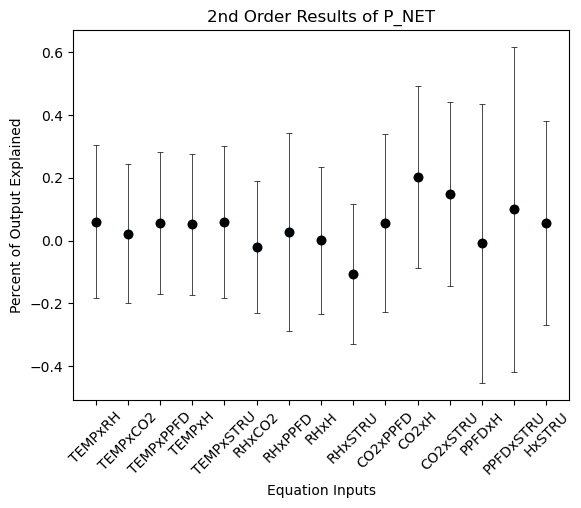 2nd Order Results of P_NET
Percent of Output Explained
0.6
0.4
0.2
0.0
−0.2
−0.4
TEMPxRH
TEMPxCO2
TEMPxPPFD
TEMPxH
TEMPxSTRU
RHxCO2
RHxPPFD
RHxH
RHxSTRU
CO2xPPFD
CO2xH
CO2xSTRU
PPFDxH
PPFDxSTRU
HxSTRU
Equation Inputs